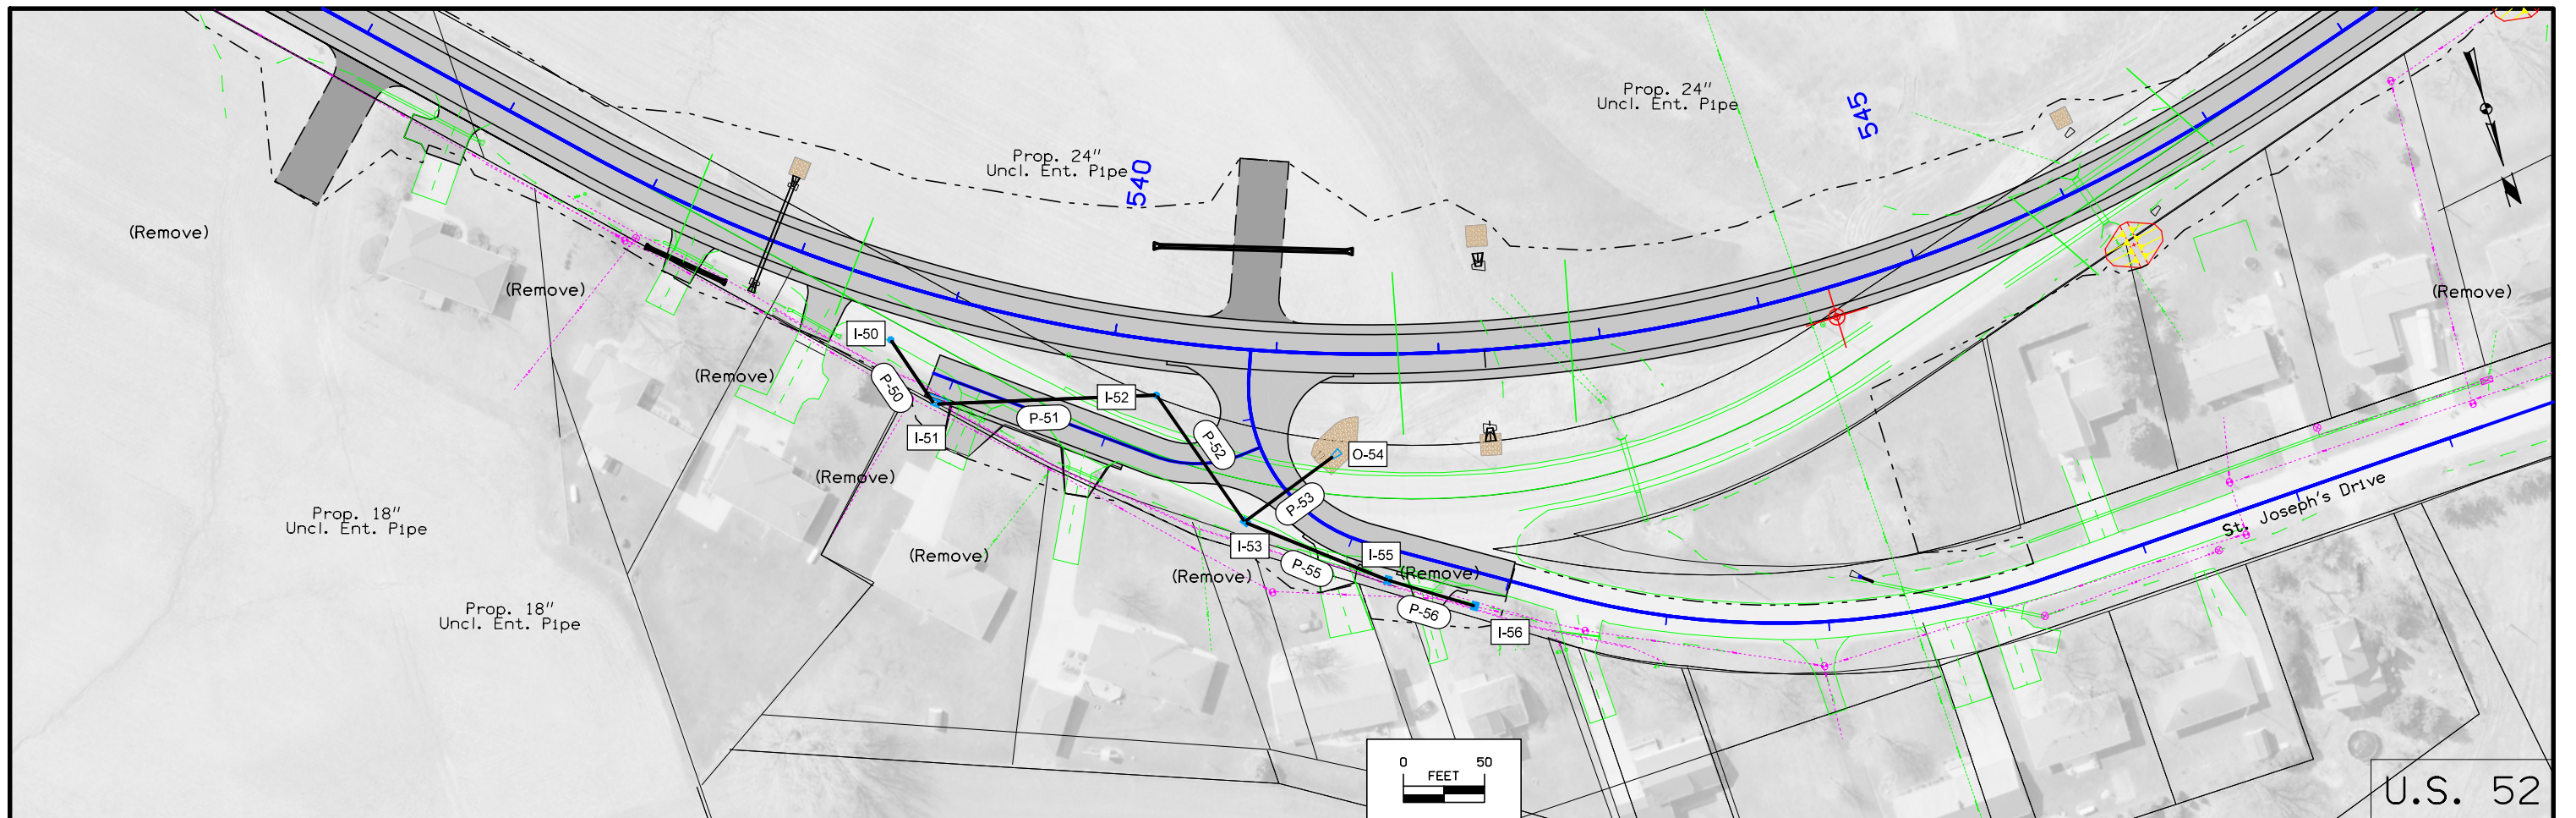 Prop. 24"
Uncl. Ent. Pipe
545
Prop. 24"
Uncl. Ent. Pipe
540
(Remove)
(Remove)
(Remove)
I-50
P-50
(Remove)
I-52
P-51
I-51
P-52
O-54
(Remove)
St. Joseph's Drive
P-53
Prop. 18"
Uncl. Ent. Pipe
I-53
I-55
(Remove)
P-55
(Remove)
(Remove)
Prop. 18"
Uncl. Ent. Pipe
P-56
I-56
0 50
FEET
U.S. 52